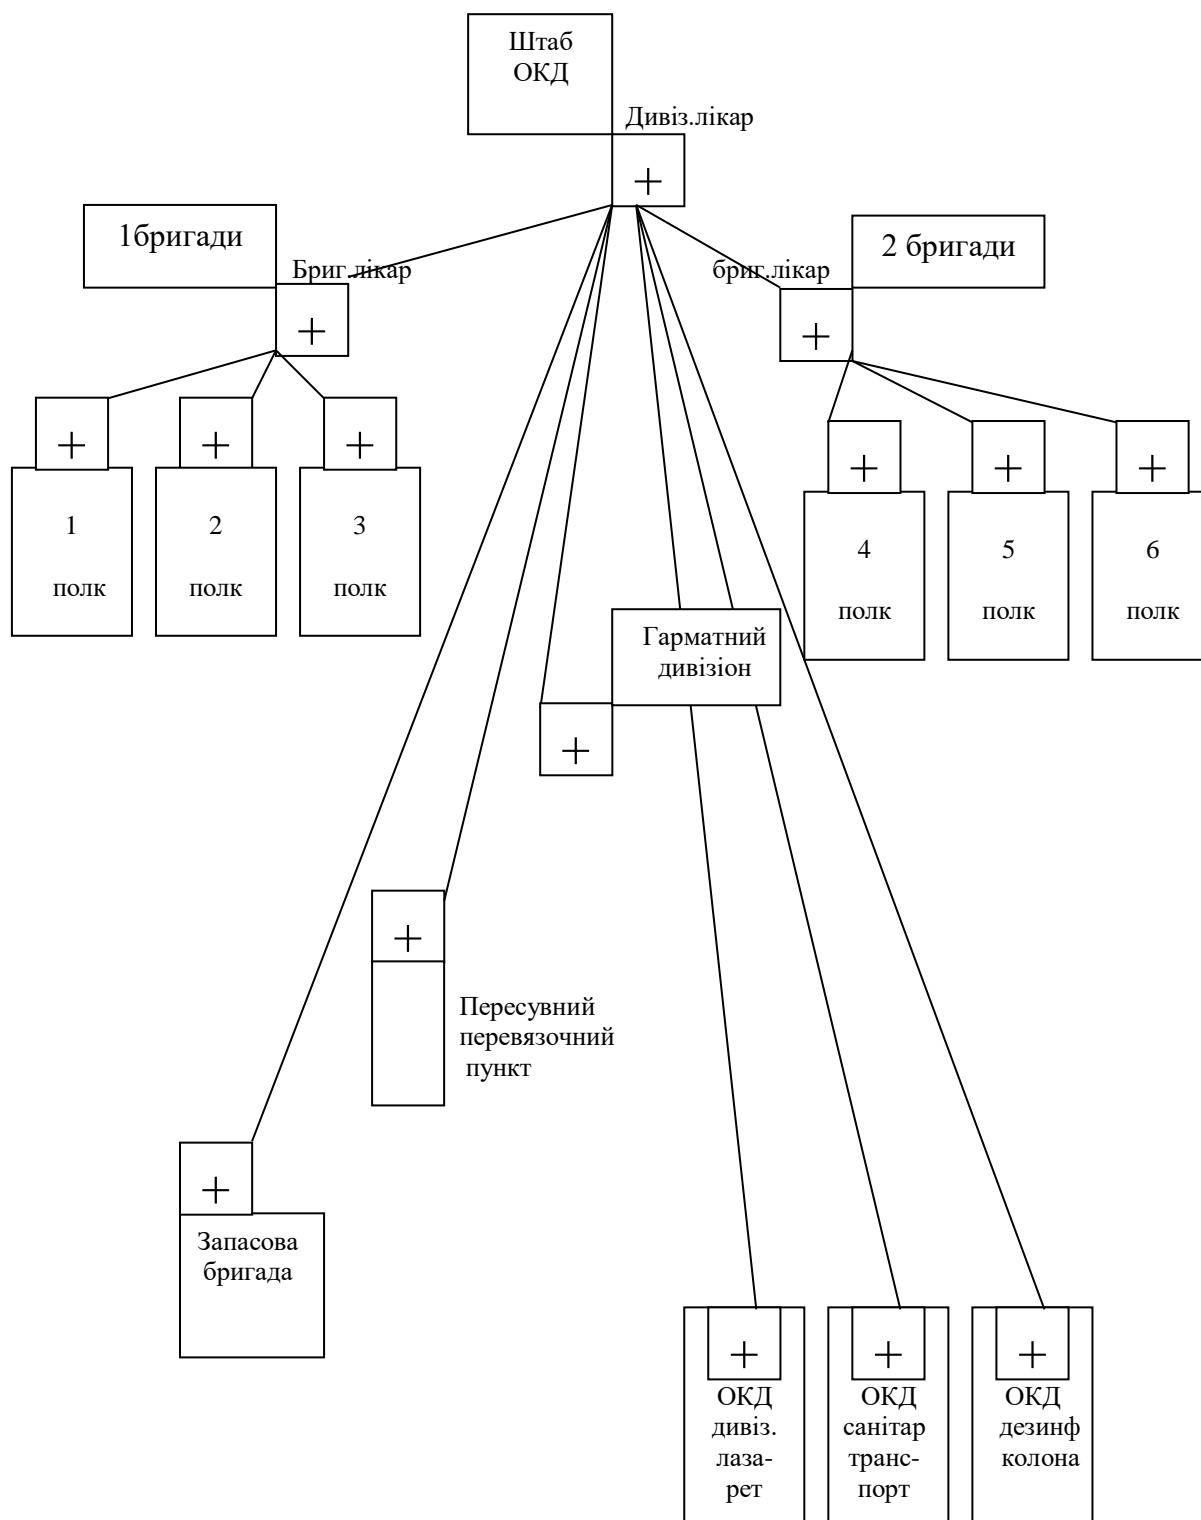 Штаб
ОКД
Дивіз.лікар
+
1бригади
2 бригади
Бриг.лікар
бриг.лікар
+
+
+
+
+
+
+
+
1
полк
2
полк
3
полк
4
полк
5
полк
6
полк
Гарматний
дивізіон
+
+
Пересувний
перевязочний
пункт
+
Запасова
бригада
+
+
+
ОКД
дивіз.
лаза-
рет
ОКД
санітар
транс-
порт
ОКД
дезинф
колона